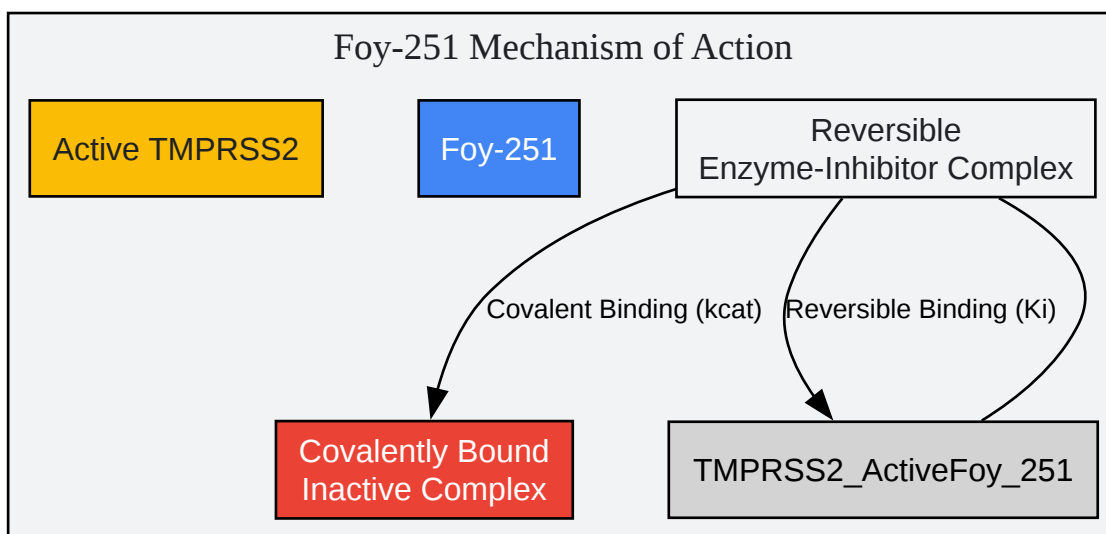 Foy-251 Mechanism of Action
Active TMPRSS2
Foy-251
Reversible
Enzyme-Inhibitor Complex
Covalent Binding (kcat)
Reversible Binding (Ki)
Covalently Bound
Inactive Complex
TMPRSS2_ActiveFoy_251